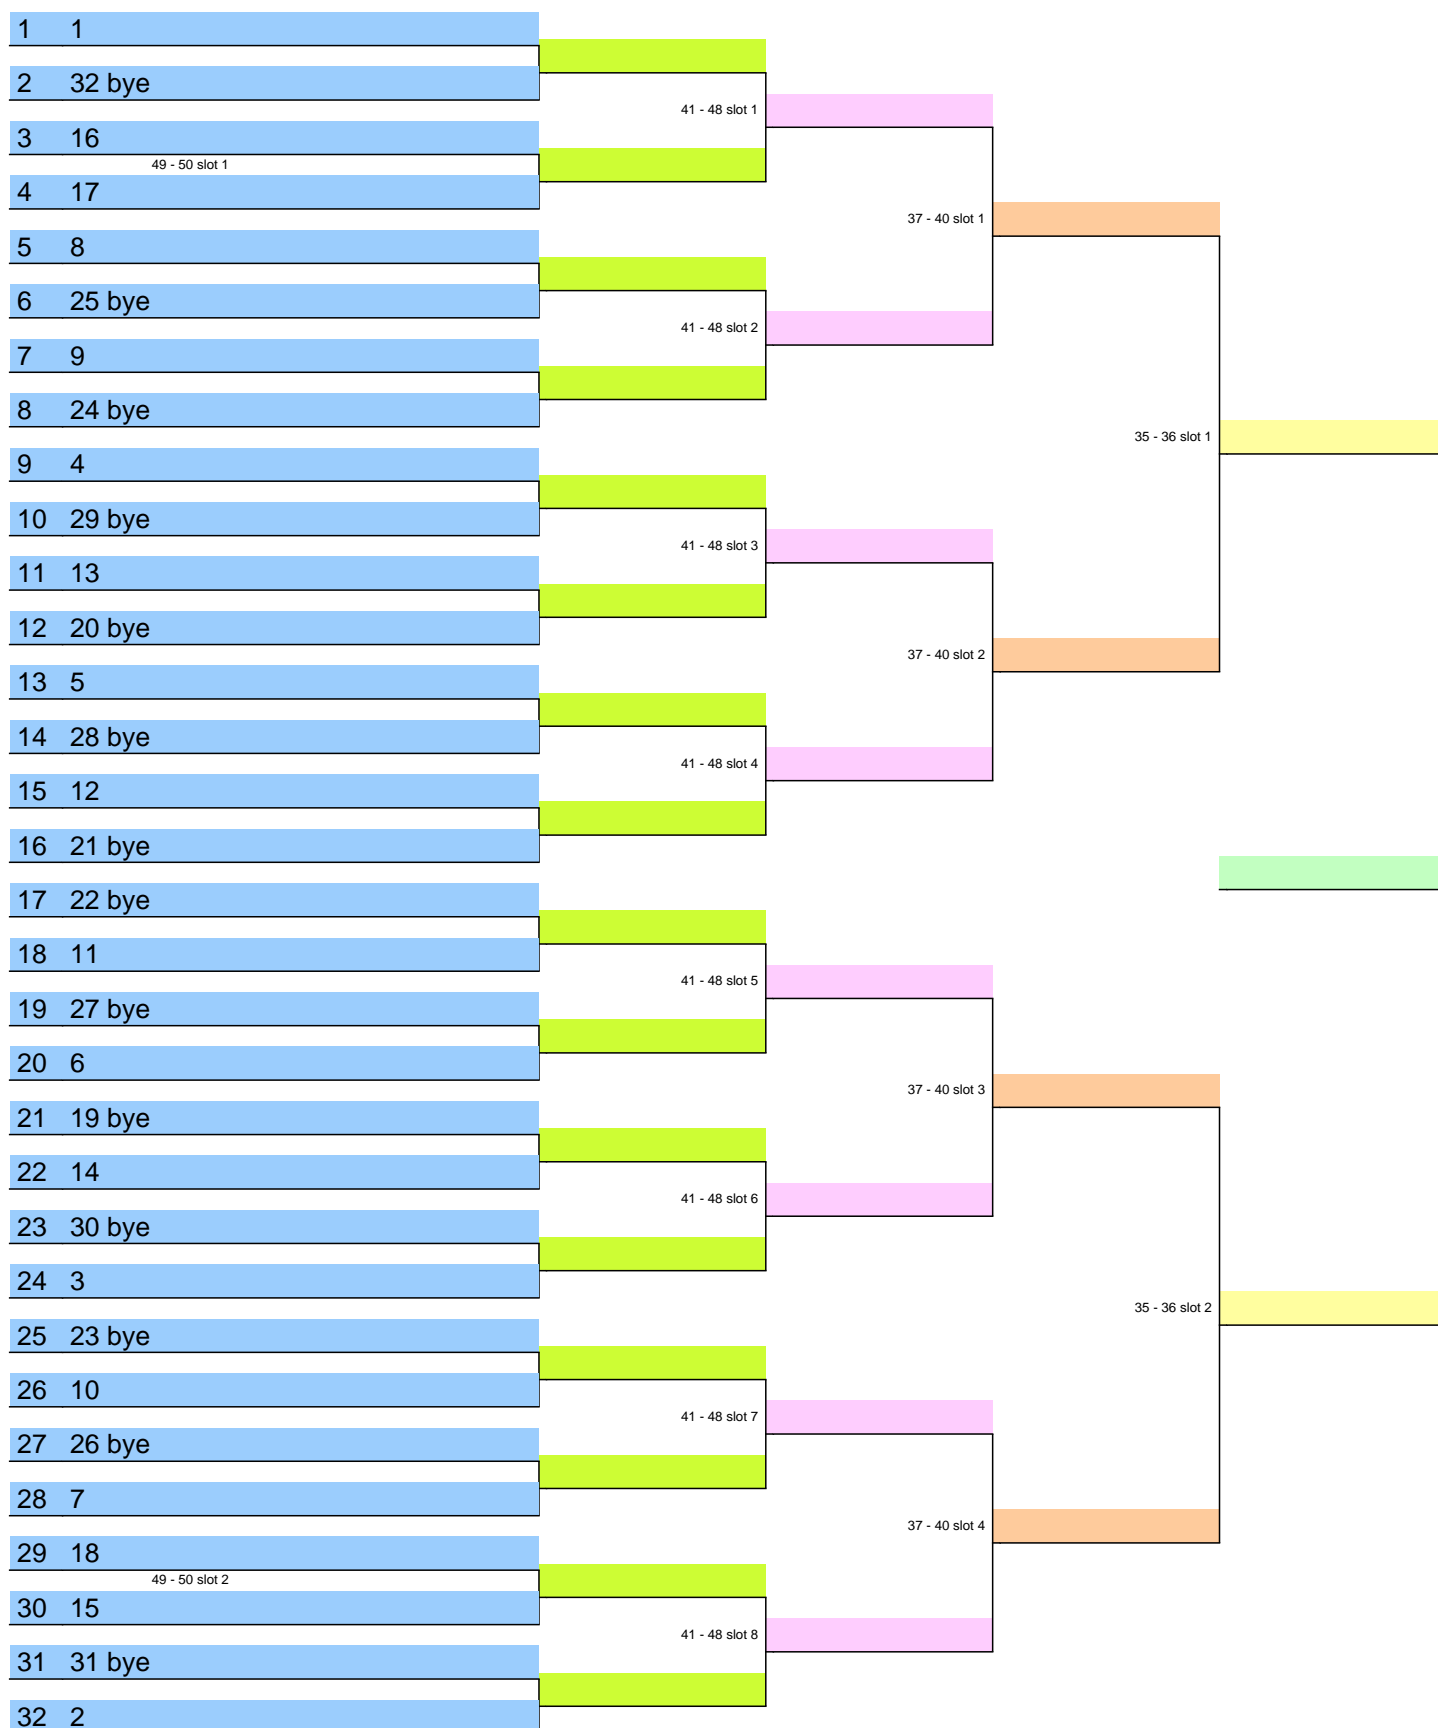 1 1
2 32 bye
41 - 48 slot 1
3 16
49 - 50 slot 1
4 17
37 - 40 slot 1
5 8
6 25 bye
41 - 48 slot 2
7 9
8 24 bye
35 - 36 slot 1
9 4
10 29 bye
41 - 48 slot 3
11 13
12 20 bye
37 - 40 slot 2
13 5
14 28 bye
41 - 48 slot 4
15 12
16 21 bye
17 22 bye
18 11
41 - 48 slot 5
19 27 bye
20 6
37 - 40 slot 3
21 19 bye
22 14
41 - 48 slot 6
23 30 bye
24 3
35 - 36 slot 2
25 23 bye
26 10
41 - 48 slot 7
27 26 bye
28 7
37 - 40 slot 4
29 18
49 - 50 slot 2
30 15
41 - 48 slot 8
31 31 bye
32 2